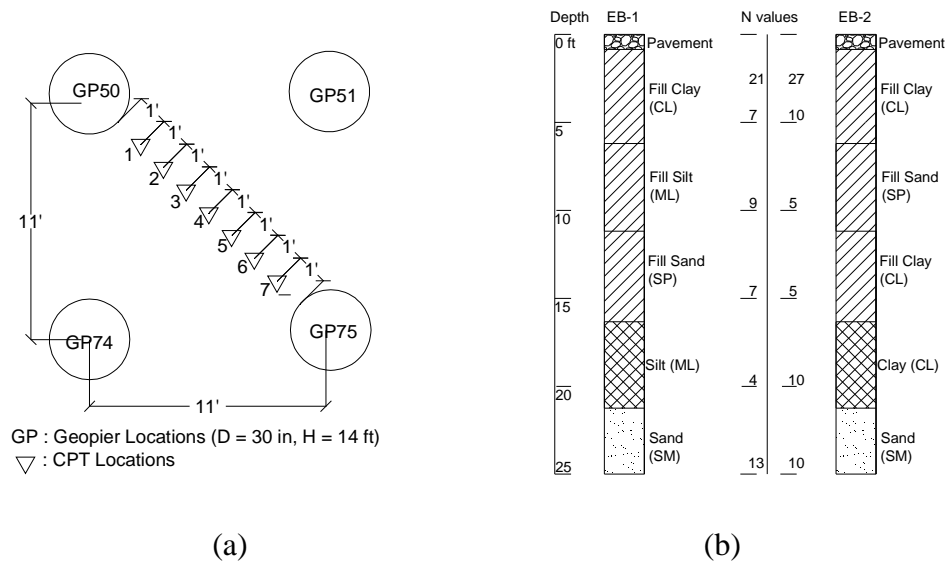 GP50
GP51
1'
1'
1'
1'
1'
1'
1'
1'
1
2
3
4
5
6
7
11'
GP74
GP75
11'
GP : Geopier Locations (D = 30 in, H = 14 ft)
: CPT Locations
(a)
Depth EB-1 N values EB-2
0 ft Pavement Pavement
21 27
Fill Clay Fill Clay
(CL) (CL)
5 7 10
Fill Silt Fill Sand
(ML) (SP)
10 9 5
Fill Sand Fill Clay
(SP) (CL)
15 7 5
Silt (ML) Clay (CL)
20 4 10
Sand Sand
(SM) (SM)
25 13 10
(b)